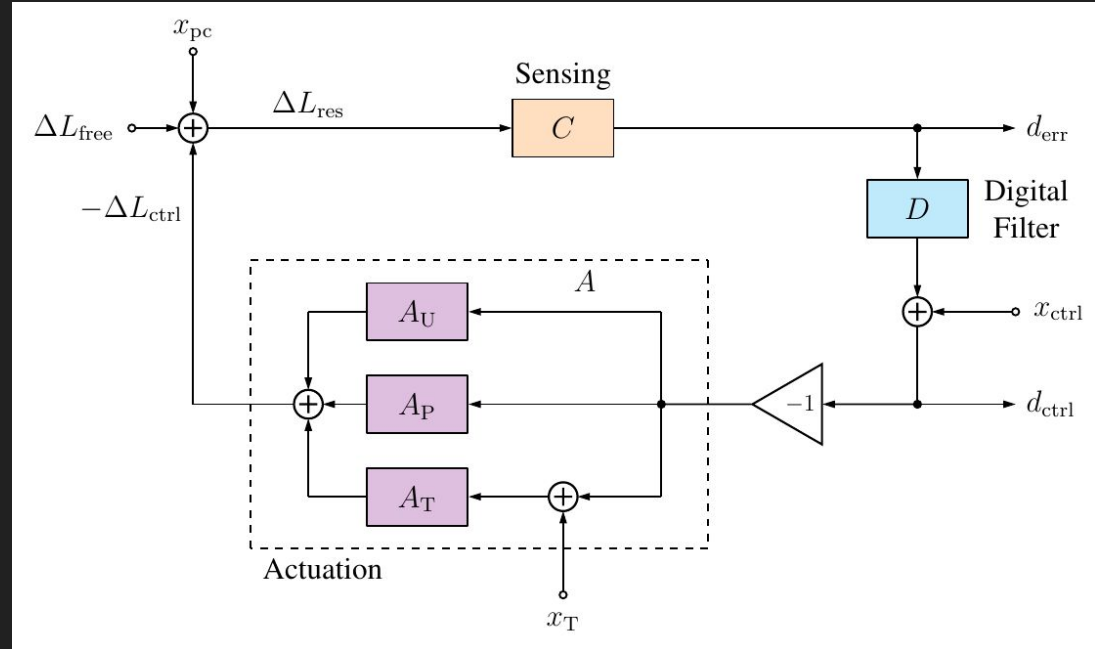 x_pc
Sensing
ΔL_free
+
ΔL_res
C
d_err
−ΔL_ctrl
D
Digital
Filter
A
A_U
+
x_ctrl
+
A_P
−1
d_ctrl
A_T
+
Actuation
x_T